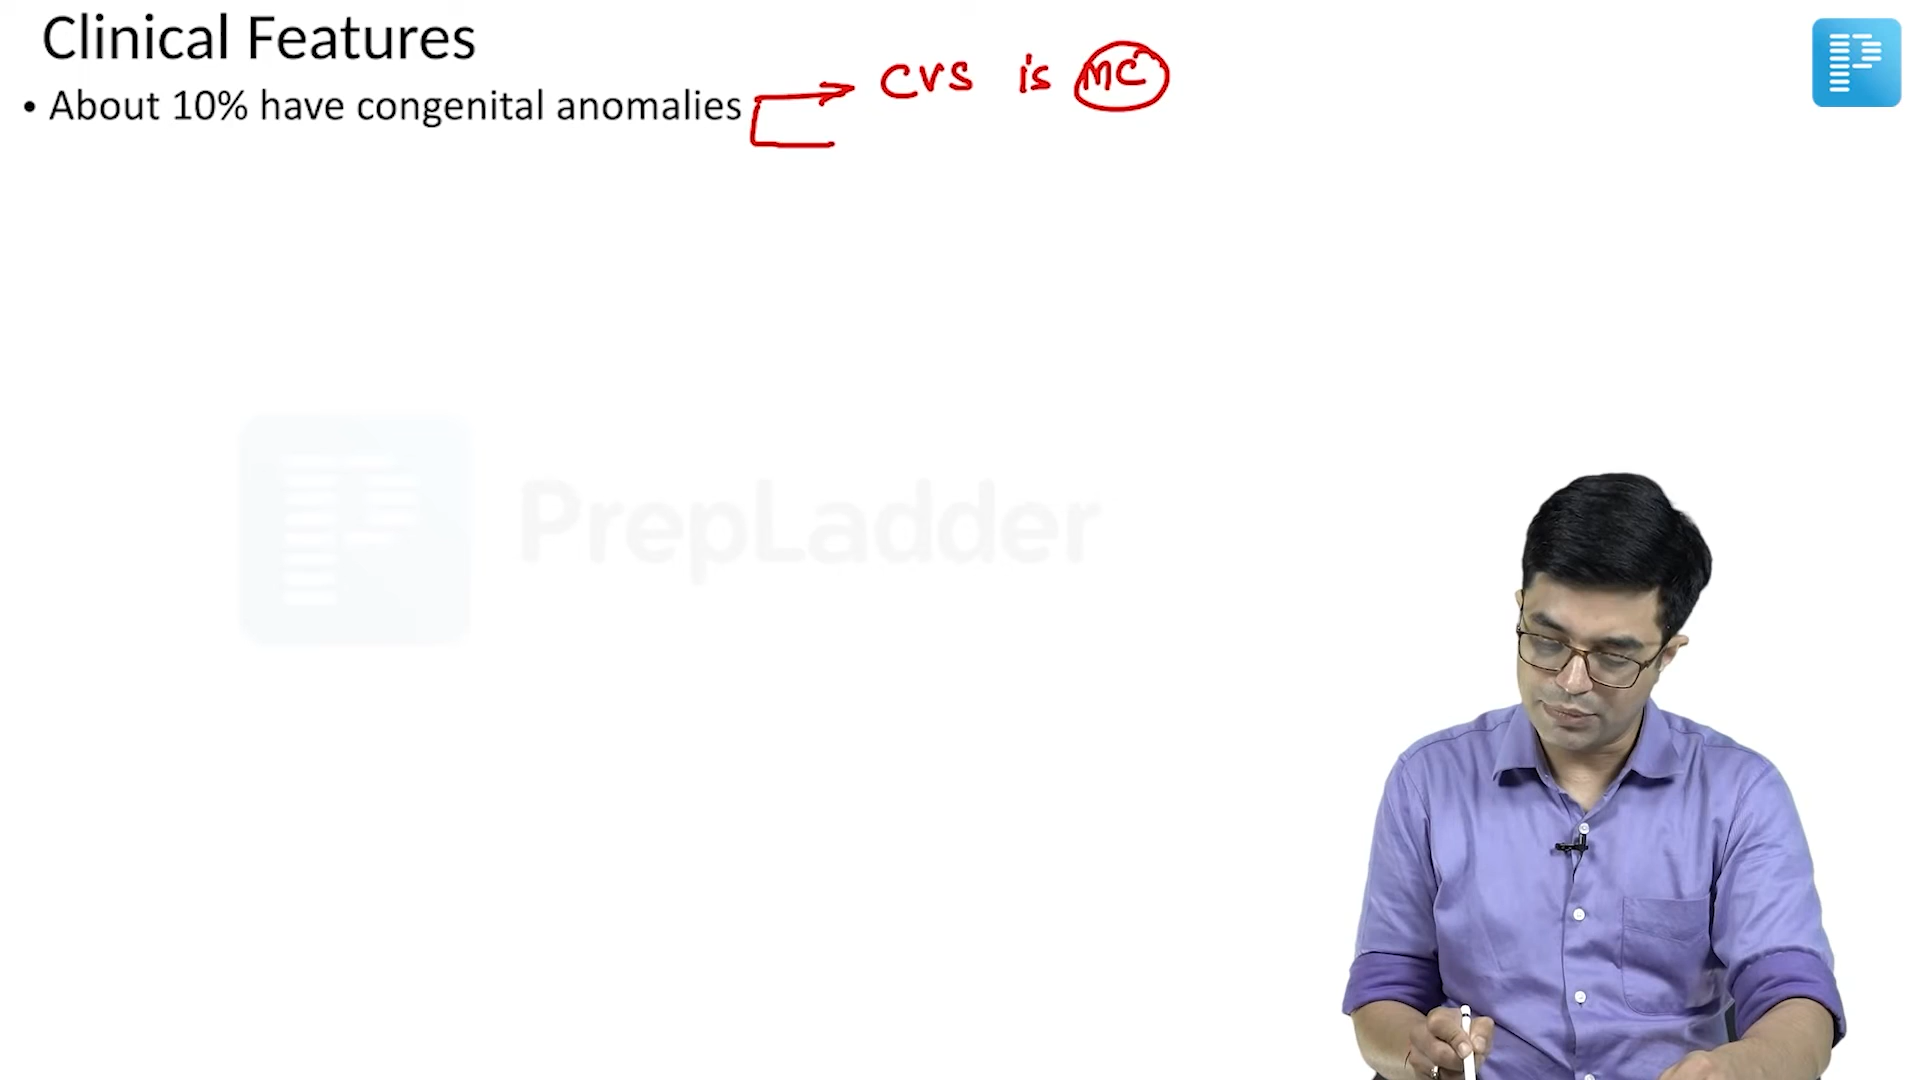 Clinical Features
• About 10% have congenital anomalies
CVS is MC
PrepLadder